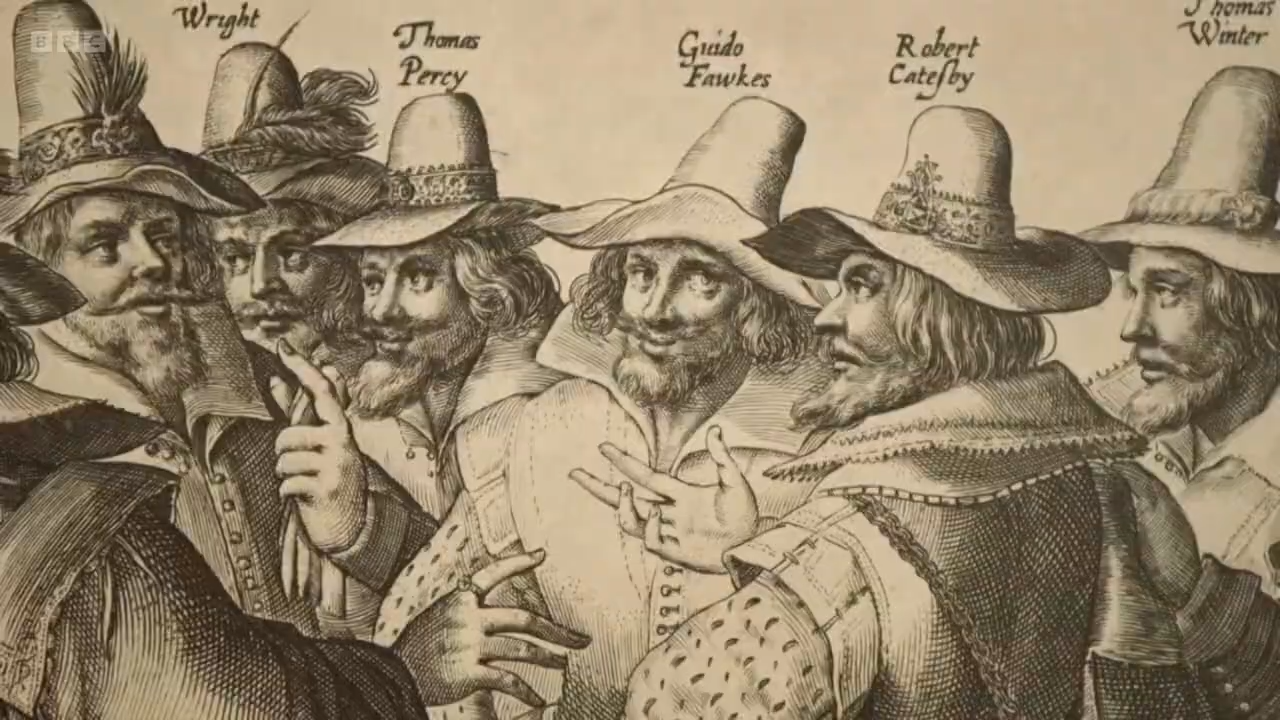 BBC
Wright
Thomas
Percy
Guido
Fawkes
Robert
Cateſby
Thomas
Winter